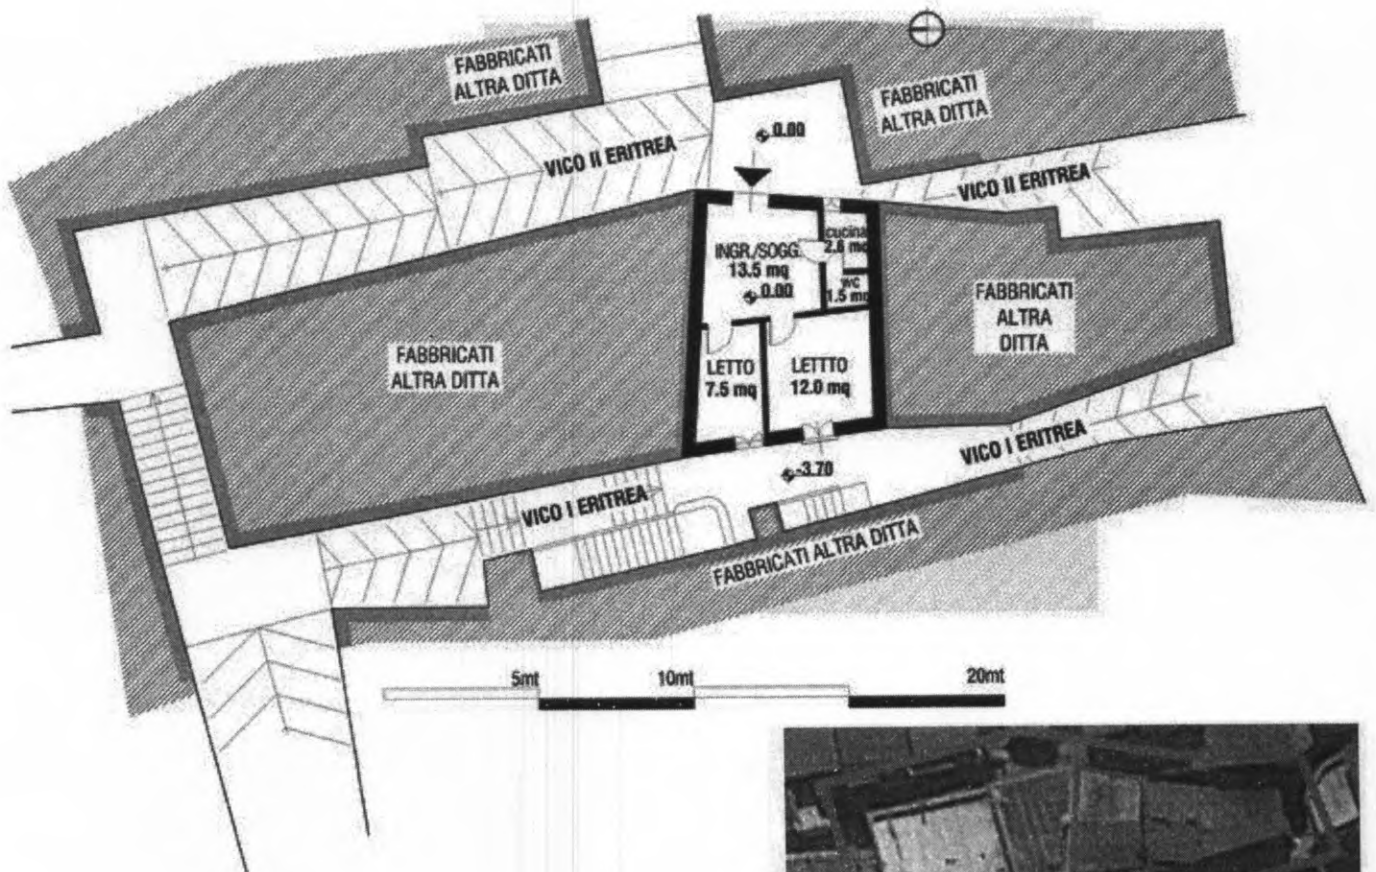 FABBRICATI
ALTRA DITTA
FABBRICATI
ALTRA DITTA
0.00
VICO II ERITREA
VICO II ERITREA
cucina
2.8 mq
INGR./SOGG.
13.5 mq
0.00
wc
1.5 mq
FABBRICATI
ALTRA DITTA
FABBRICATI
ALTRA
DITTA
LETTO
7.5 mq
LETTTO
12.0 mq
VICO I ERITREA
-3.70
VICO I ERITREA
FABBRICATI ALTRA DITTA
5mt
10mt
20mt